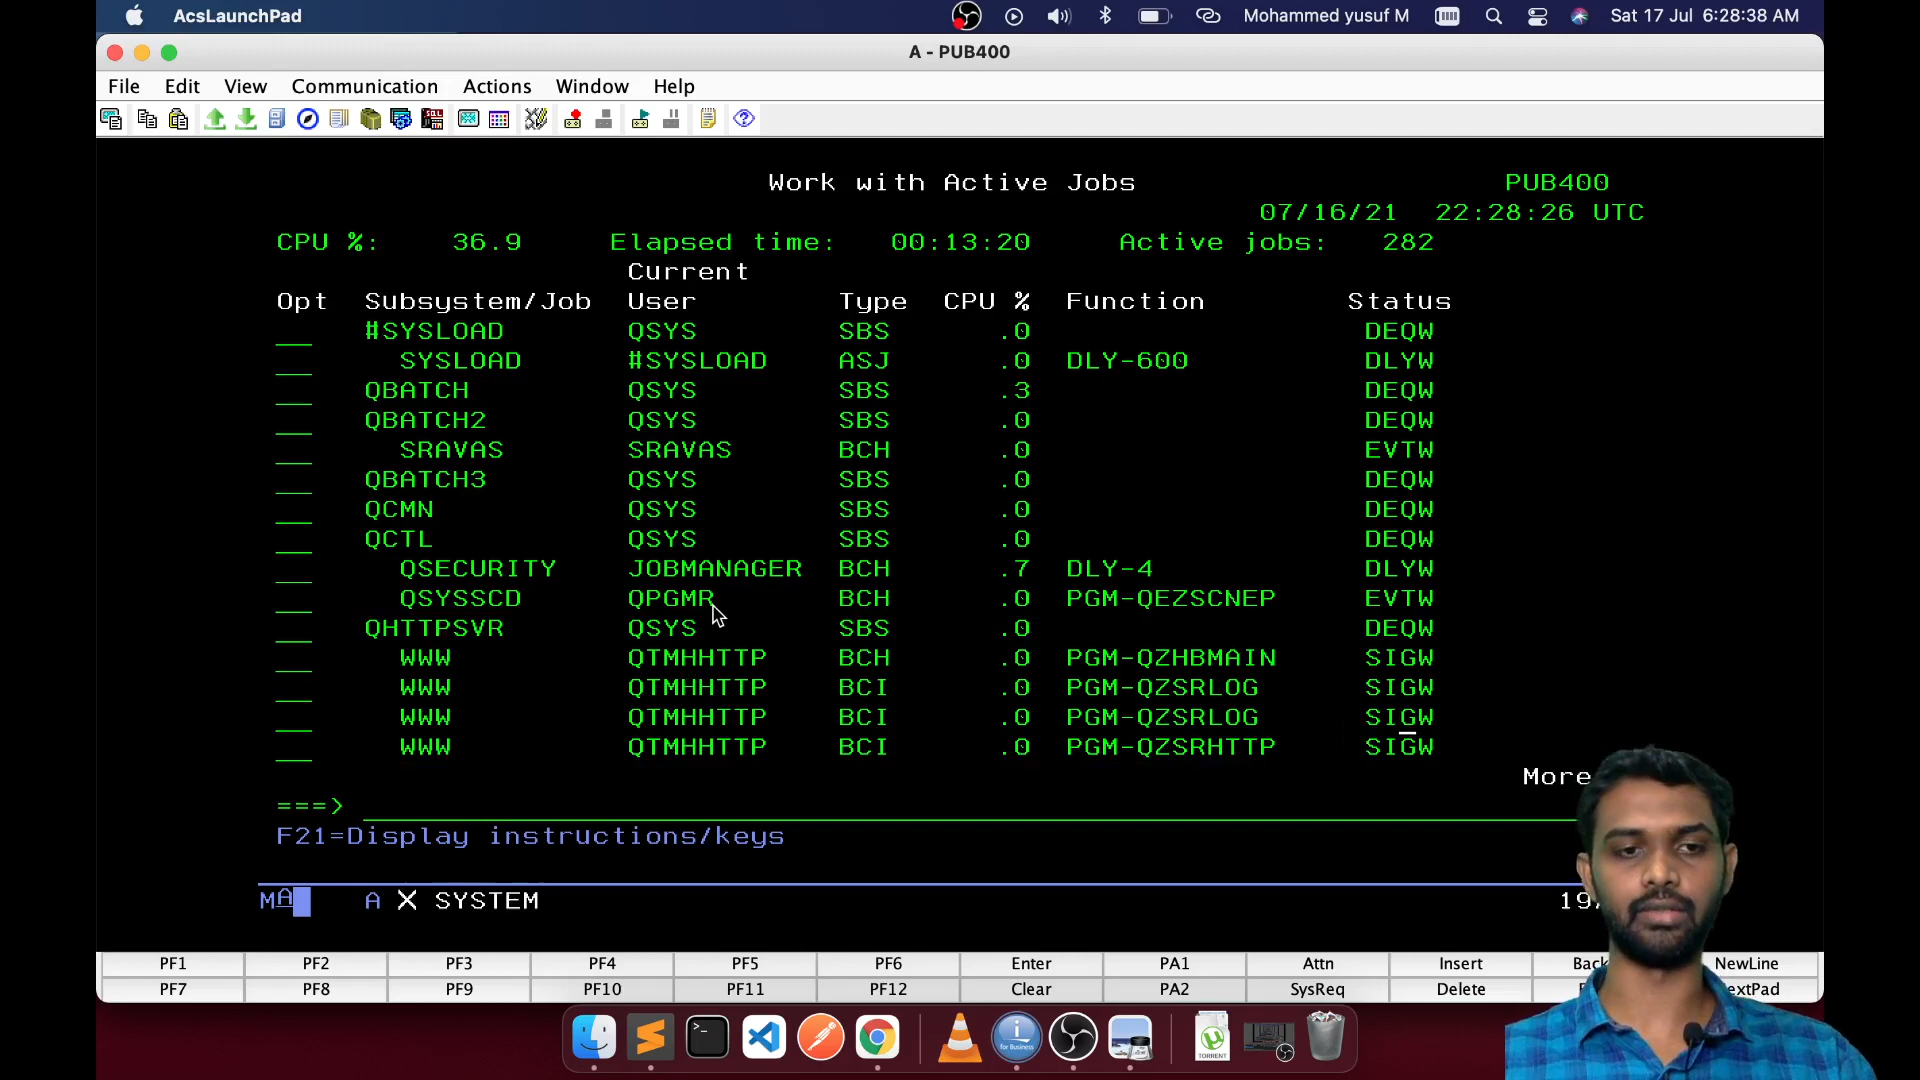 AcsLaunchPad Mohammed yusuf M Sat 17 Jul 6:28:38 AM
A - PUB400
File Edit View Communication Actions Window Help
Work with Active Jobs PUB400
07/16/21 22:28:26 UTC
CPU %: 36.9 Elapsed time: 00:13:20 Active jobs: 282
Current
Opt Subsystem/Job User Type CPU % Function Status
___ #SYSLOAD QSYS SBS .0 DEQW
___ SYSLOAD #SYSLOAD ASJ .0 DLY-600 DLYW
___ QBATCH QSYS SBS .3 DEQW
___ QBATCH2 QSYS SBS .0 DEQW
___ SRAVAS SRAVAS BCH .0 EVTW
___ QBATCH3 QSYS SBS .0 DEQW
___ QCMN QSYS SBS .0 DEQW
___ QCTL QSYS SBS .0 DEQW
___ QSECURITY JOBMANAGER BCH .7 DLY-4 DLYW
___ QSYSSCD QPGMR BCH .0 PGM-QEZSCNEP EVTW
___ QHTTPSVR QSYS SBS .0 DEQW
___ WWW QTMHHTTP BCH .0 PGM-QZHBMAIN SIGW
___ WWW QTMHHTTP BCI .0 PGM-QZSRLOG SIGW
___ WWW QTMHHTTP BCI .0 PGM-QZSRLOG SIGW
___ WWW QTMHHTTP BCI .0 PGM-QZSRHTTP SIGW
More
===>
F21=Display instructions/keys
MA A X SYSTEM 19/
PF1 PF2 PF3 PF4 PF5 PF6 Enter PA1 Attn Insert Back NewLine
PF7 PF8 PF9 PF10 PF11 PF12 Clear PA2 SysReq Delete extPad
for Business
TORRENT